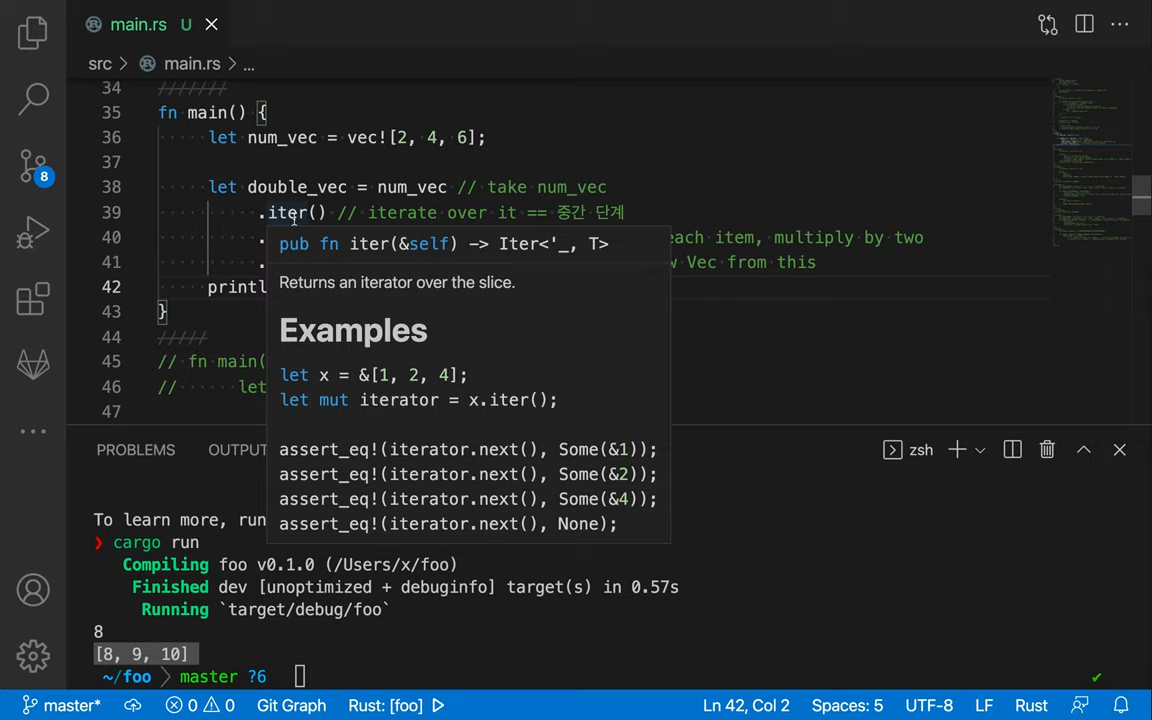 main.rs U
src > main.rs > ...
34 ///////
35 fn main() {
36 let num_vec = vec![2, 4, 6];
37
38 let double_vec = num_vec // take num_vec
39 .iter() // iterate over it == 중간 단계
40 . each item, multiply by two
41 . w Vec from this
42 printl
43 }
44 /////
45 // fn main(
46 // let
47
pub fn iter(&self) -> Iter<'_, T>
Returns an iterator over the slice.
Examples
let x = &[1, 2, 4];
let mut iterator = x.iter();
assert_eq!(iterator.next(), Some(&1));
assert_eq!(iterator.next(), Some(&2));
assert_eq!(iterator.next(), Some(&4));
assert_eq!(iterator.next(), None);
8
PROBLEMS OUTPU zsh
To learn more, run
❯ cargo run
Compiling foo v0.1.0 (/Users/x/foo)
Finished dev [unoptimized + debuginfo] target(s) in 0.57s
Running `target/debug/foo`
8
[8, 9, 10]
~/foo master ?6 ✔
master* 0 0 Git Graph Rust: [foo] Ln 42, Col 2 Spaces: 5 UTF-8 LF Rust